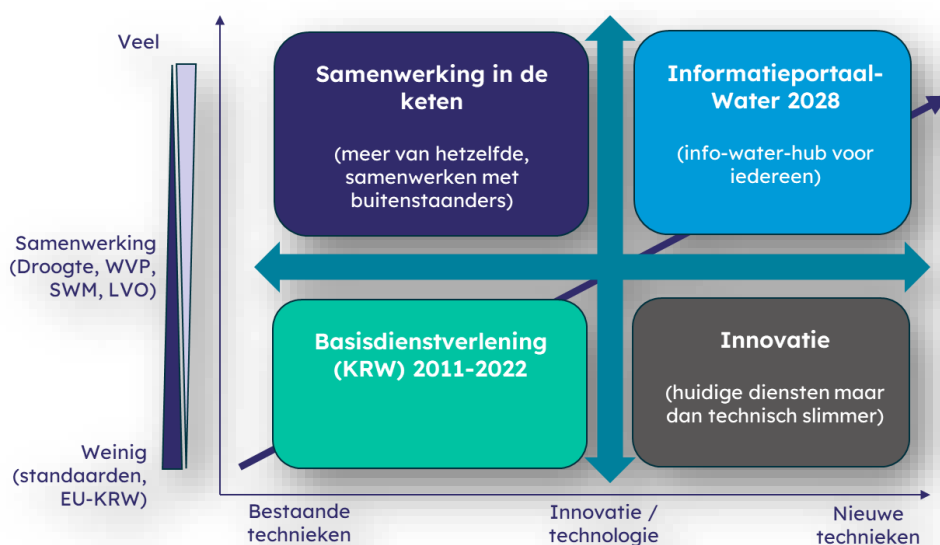 Veel
Samenwerking
(Droogte, WVP,
SWM, LVO)
Weinig
(standaarden,
EU-KRW)
Samenwerking in de
keten
(meer van hetzelfde,
samenwerken met
buitenstaanders)
Informatieportaal-
Water 2028
(info-water-hub voor
iedereen)
Basisdienstverlening
(KRW) 2011-2022
Innovatie
(huidige diensten maar
dan technisch slimmer)
Bestaande
technieken
Innovatie /
technologie
Nieuwe
technieken